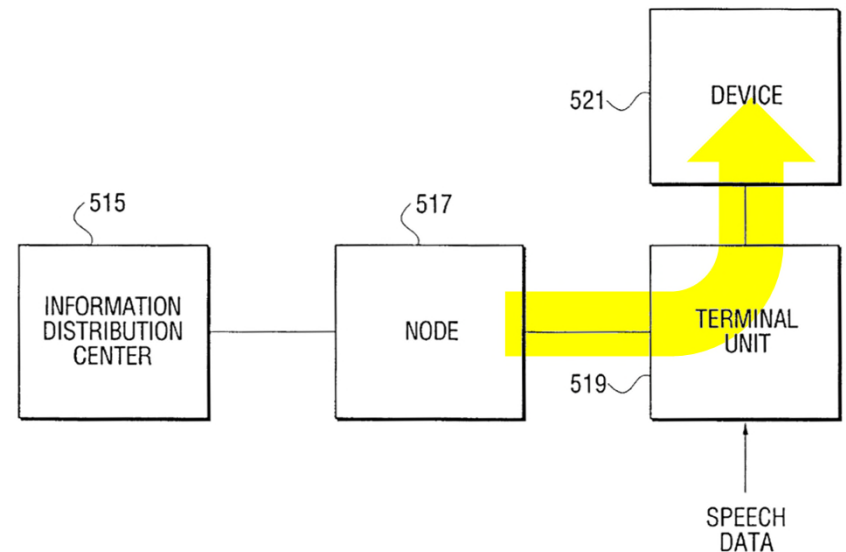 521
DEVICE
515
517
INFORMATION
DISTRIBUTION
CENTER
NODE
TERMINAL
UNIT
519
SPEECH
DATA